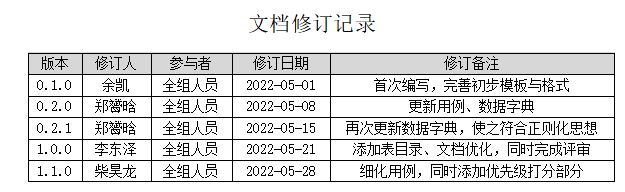 文档修订记录
版本 修订人 参与者 修订日期 修订备注
0.1.0 余凯 全组人员 2022-05-01 首次编写，完善初步模板与格式
0.2.0 郑鬠晗 全组人员 2022-05-08 更新用例、数据字典
0.2.1 郑鬠晗 全组人员 2022-05-15 再次更新数据字典，使之符合正则化思想
1.0.0 李东泽 全组人员 2022-05-21 添加表目录、文档优化，同时完成评审
1.1.0 柴昊龙 全组人员 2022-05-28 细化用例，同时添加优先级打分部分